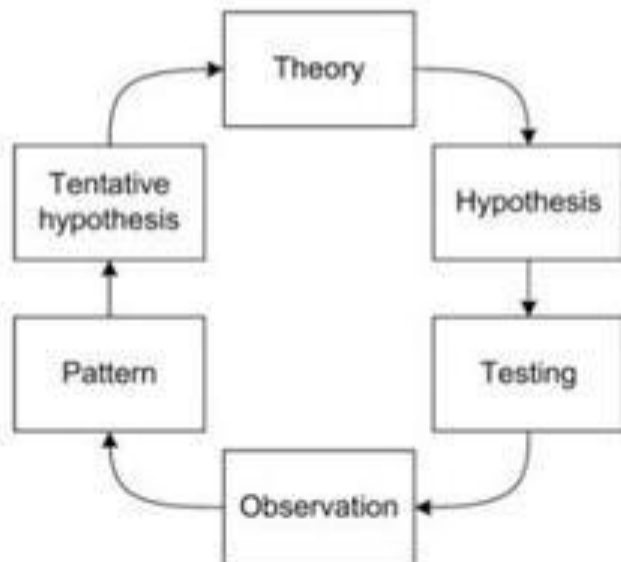 Theory
Tentative
hypothesis
Hypothesis
Pattern
Testing
Observation